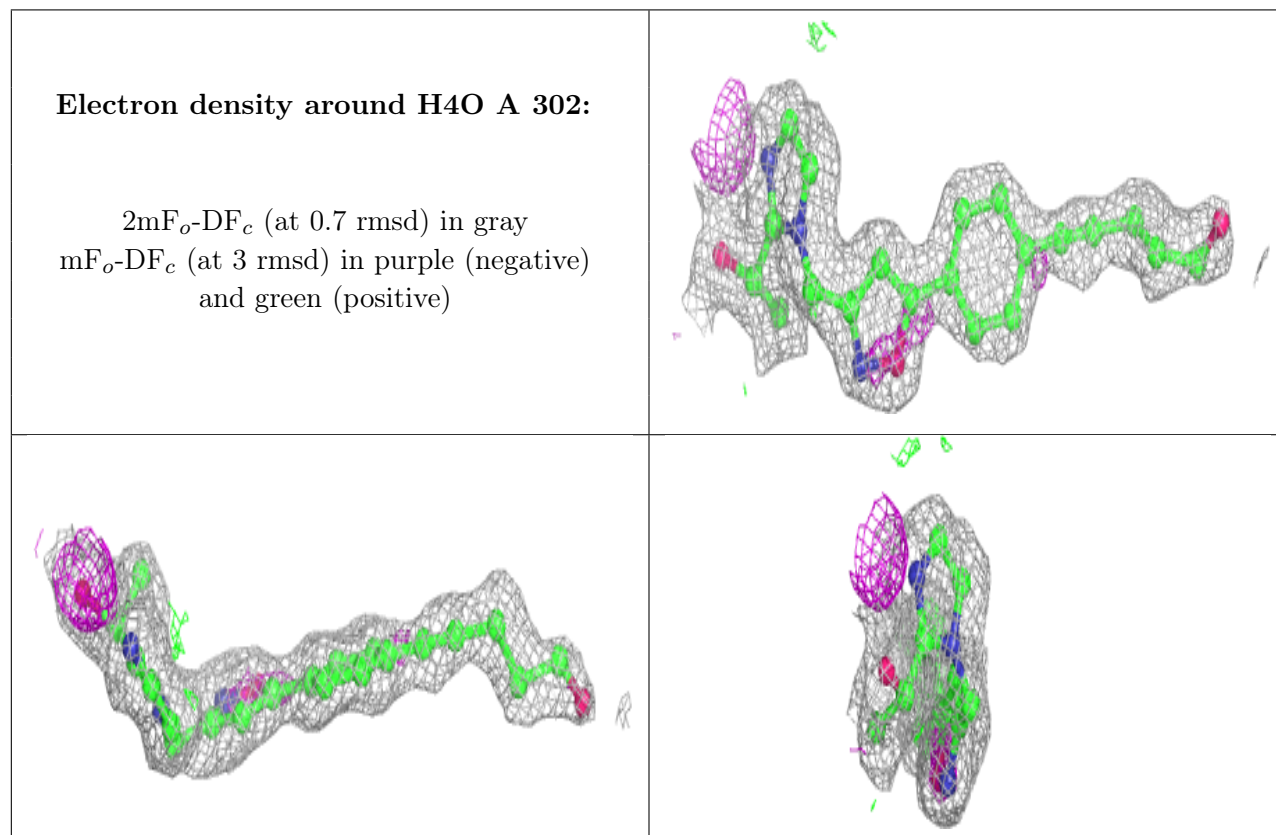 Electron density around H4O A 302:
2mFo-DFc (at 0.7 rmsd) in gray
mFo-DFc (at 3 rmsd) in purple (negative)
and green (positive)